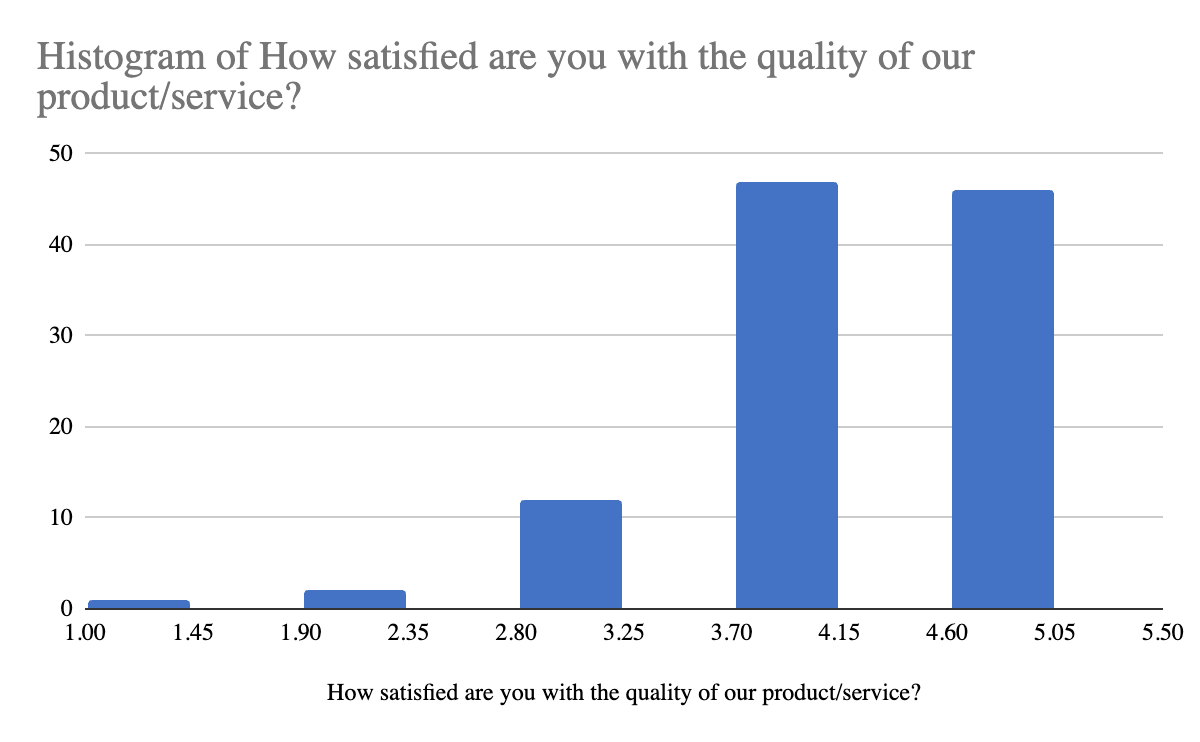 Histogram of How satisfied are you with the quality of our
product/service?
50
40
30
20
10
0
1.00 1.45 1.90 2.35 2.80 3.25 3.70 4.15 4.60 5.05 5.50
How satisfied are you with the quality of our product/service?